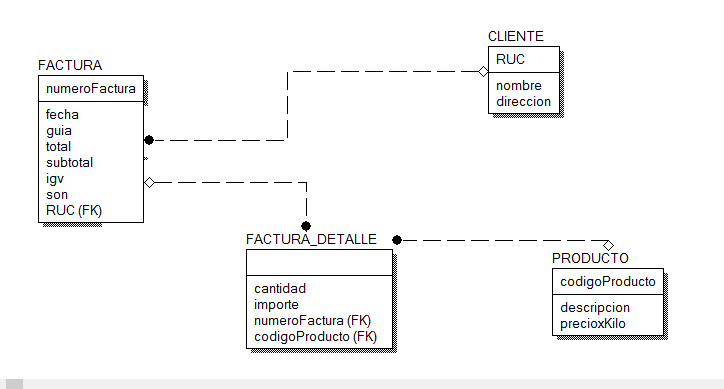 CLIENTE
RUC
nombre
direccion
FACTURA
numeroFactura
fecha
guia
total
subtotal
igv
son
RUC (FK)
FACTURA_DETALLE
cantidad
importe
numeroFactura (FK)
codigoProducto (FK)
PRODUCTO
codigoProducto
descripcion
precioxKilo